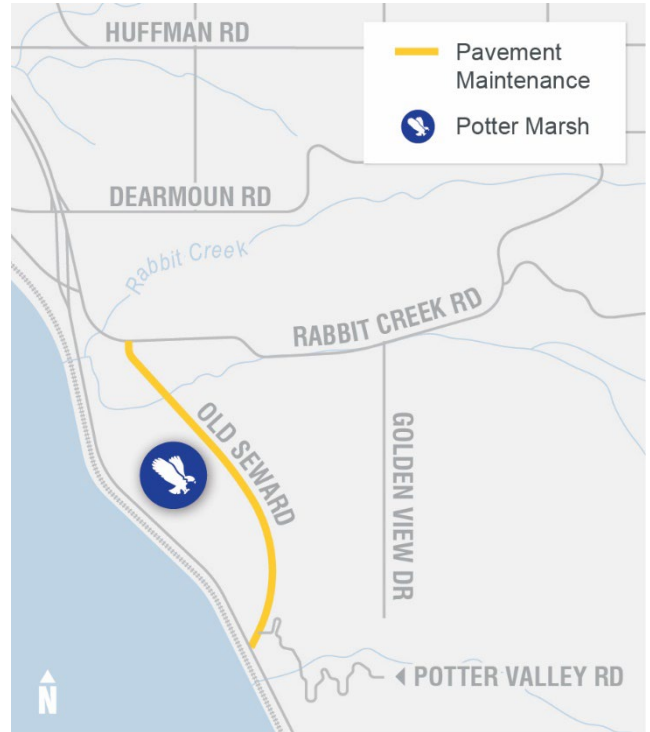 HUFFMAN RD
Pavement
Maintenance
Potter Marsh
DEARMOUN RD
Rabbit Creek
RABBIT CREEK RD
OLD SEWARD
GOLDEN VIEW DR
POTTER VALLEY RD
N